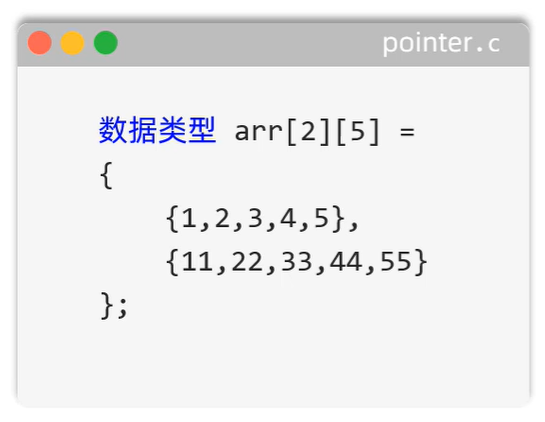 pointer.c
数据类型 arr[2][5] =
{
{1,2,3,4,5},
{11,22,33,44,55}
};